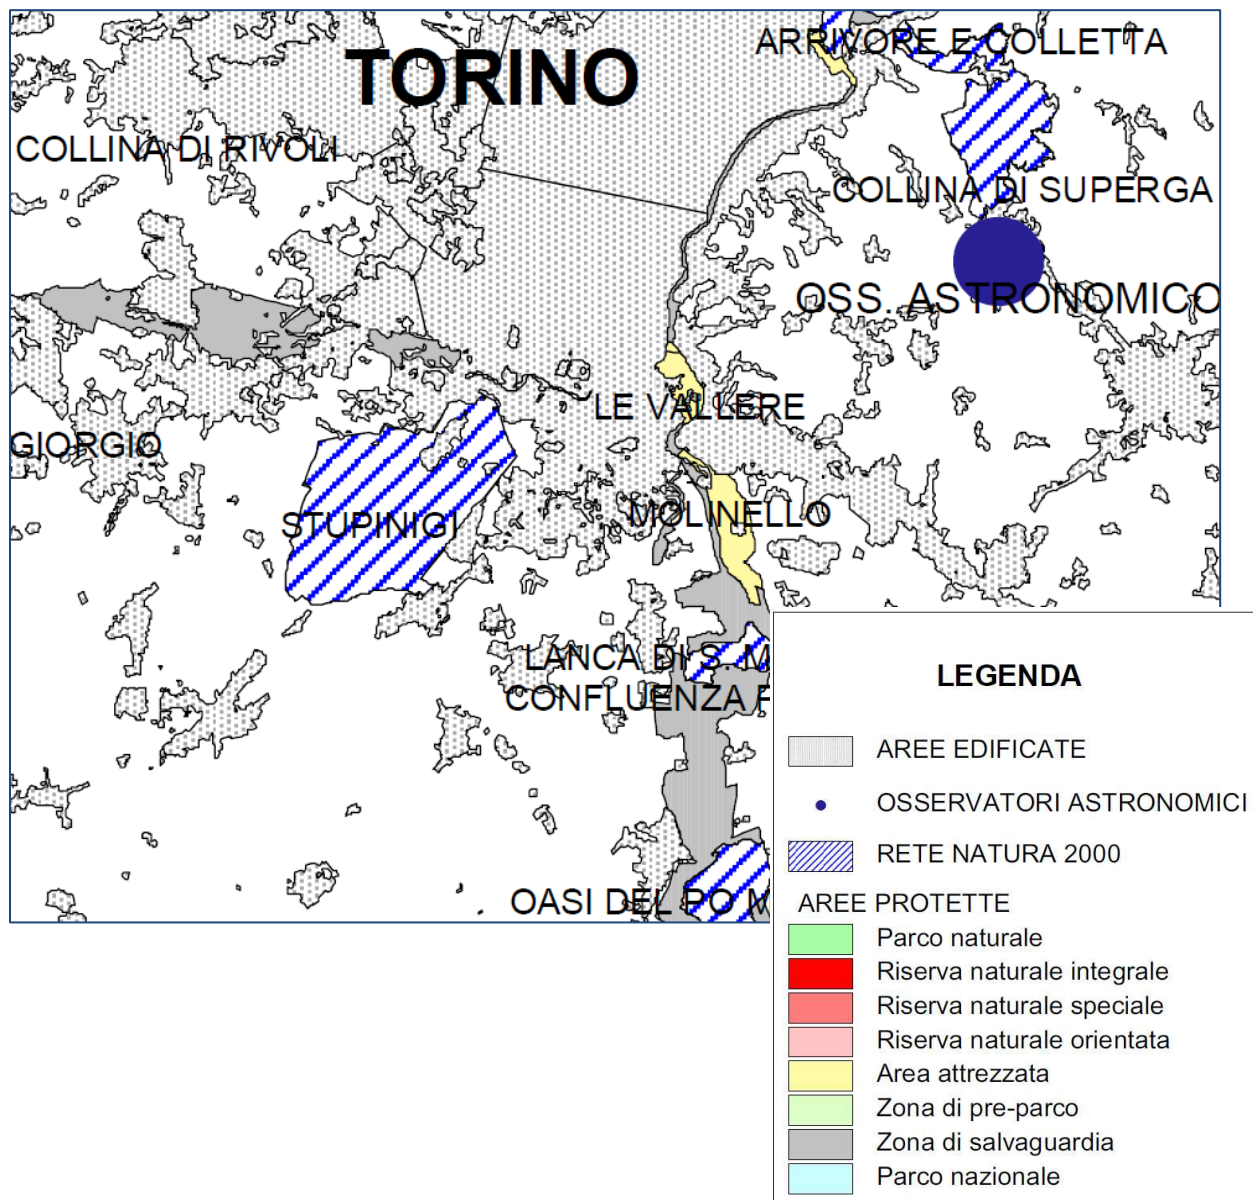 ARRIVORE E COLLETTA
TORINO
COLLINA DI RIVOLI
COLLINA DI SUPERGA
OSS. ASTRONOMICO
LE VALLERE
GIORGIO
MOLINELLO
STUPINIGI
LANCA DI S. M
CONFLUENZA
OASI DEL PO M
LEGENDA
AREE EDIFICATE
OSSERVATORI ASTRONOMICI
RETE NATURA 2000
AREE PROTETTE
Parco naturale
Riserva naturale integrale
Riserva naturale speciale
Riserva naturale orientata
Area attrezzata
Zona di pre-parco
Zona di salvaguardia
Parco nazionale